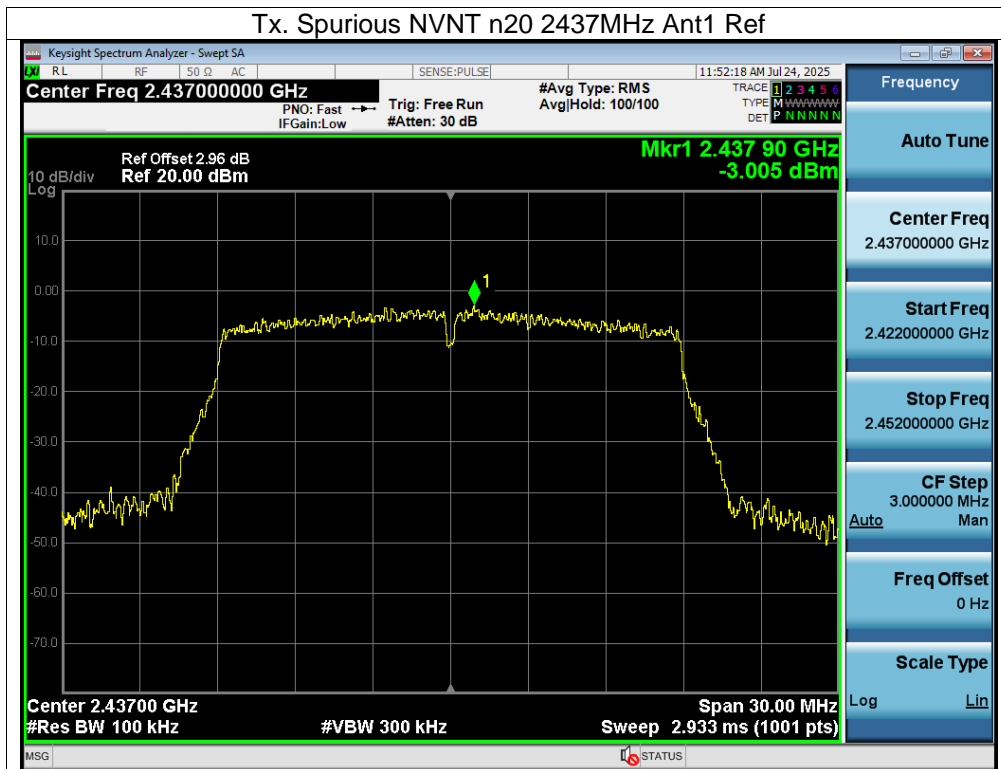 Tx. Spurious NVNT n20 2437MHz Ant1 Ref
Keysight Spectrum Analyzer - Swept SA
LXI RL RF 50 Ω AC SENSE:PULSE 11:52:18 AM Jul 24, 2025
Center Freq 2.437000000 GHz
PNO: Fast
IFGain:Low
Trig: Free Run
#Atten: 30 dB
#Avg Type: RMS
Avg|Hold: 100/100
TRACE 1 2 3 4 5 6
TYPE M WWWWW
DET P N N N N N
Ref Offset 2.96 dB
10 dB/div Ref 20.00 dBm
Log
Mkr1 2.437 90 GHz
-3.005 dBm
10.0
0.00
-10.0
-20.0
-30.0
-40.0
-50.0
-60.0
-70.0
1
Center 2.43700 GHz Span 30.00 MHz
#Res BW 100 kHz #VBW 300 kHz Sweep 2.933 ms (1001 pts)
MSG STATUS
Frequency
Auto Tune
Center Freq
2.437000000 GHz
Start Freq
2.422000000 GHz
Stop Freq
2.452000000 GHz
CF Step
3.000000 MHz
Auto Man
Freq Offset
0 Hz
Scale Type
Log Lin